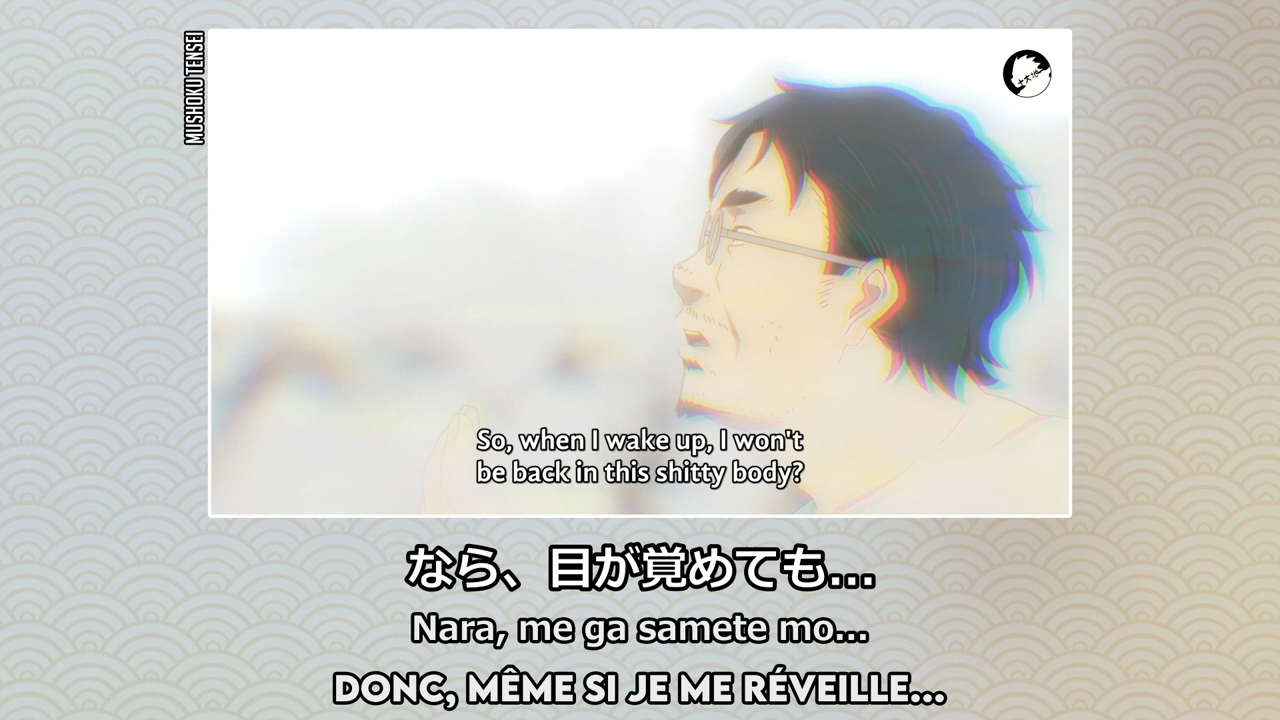 MUSHOKU TENSEI
So, when I wake up, I won't
be back in this shitty body?
なら、目が覚めても...
Nara, me ga samete mo...
DONC, MÊME SI JE ME RÉVEILLE...